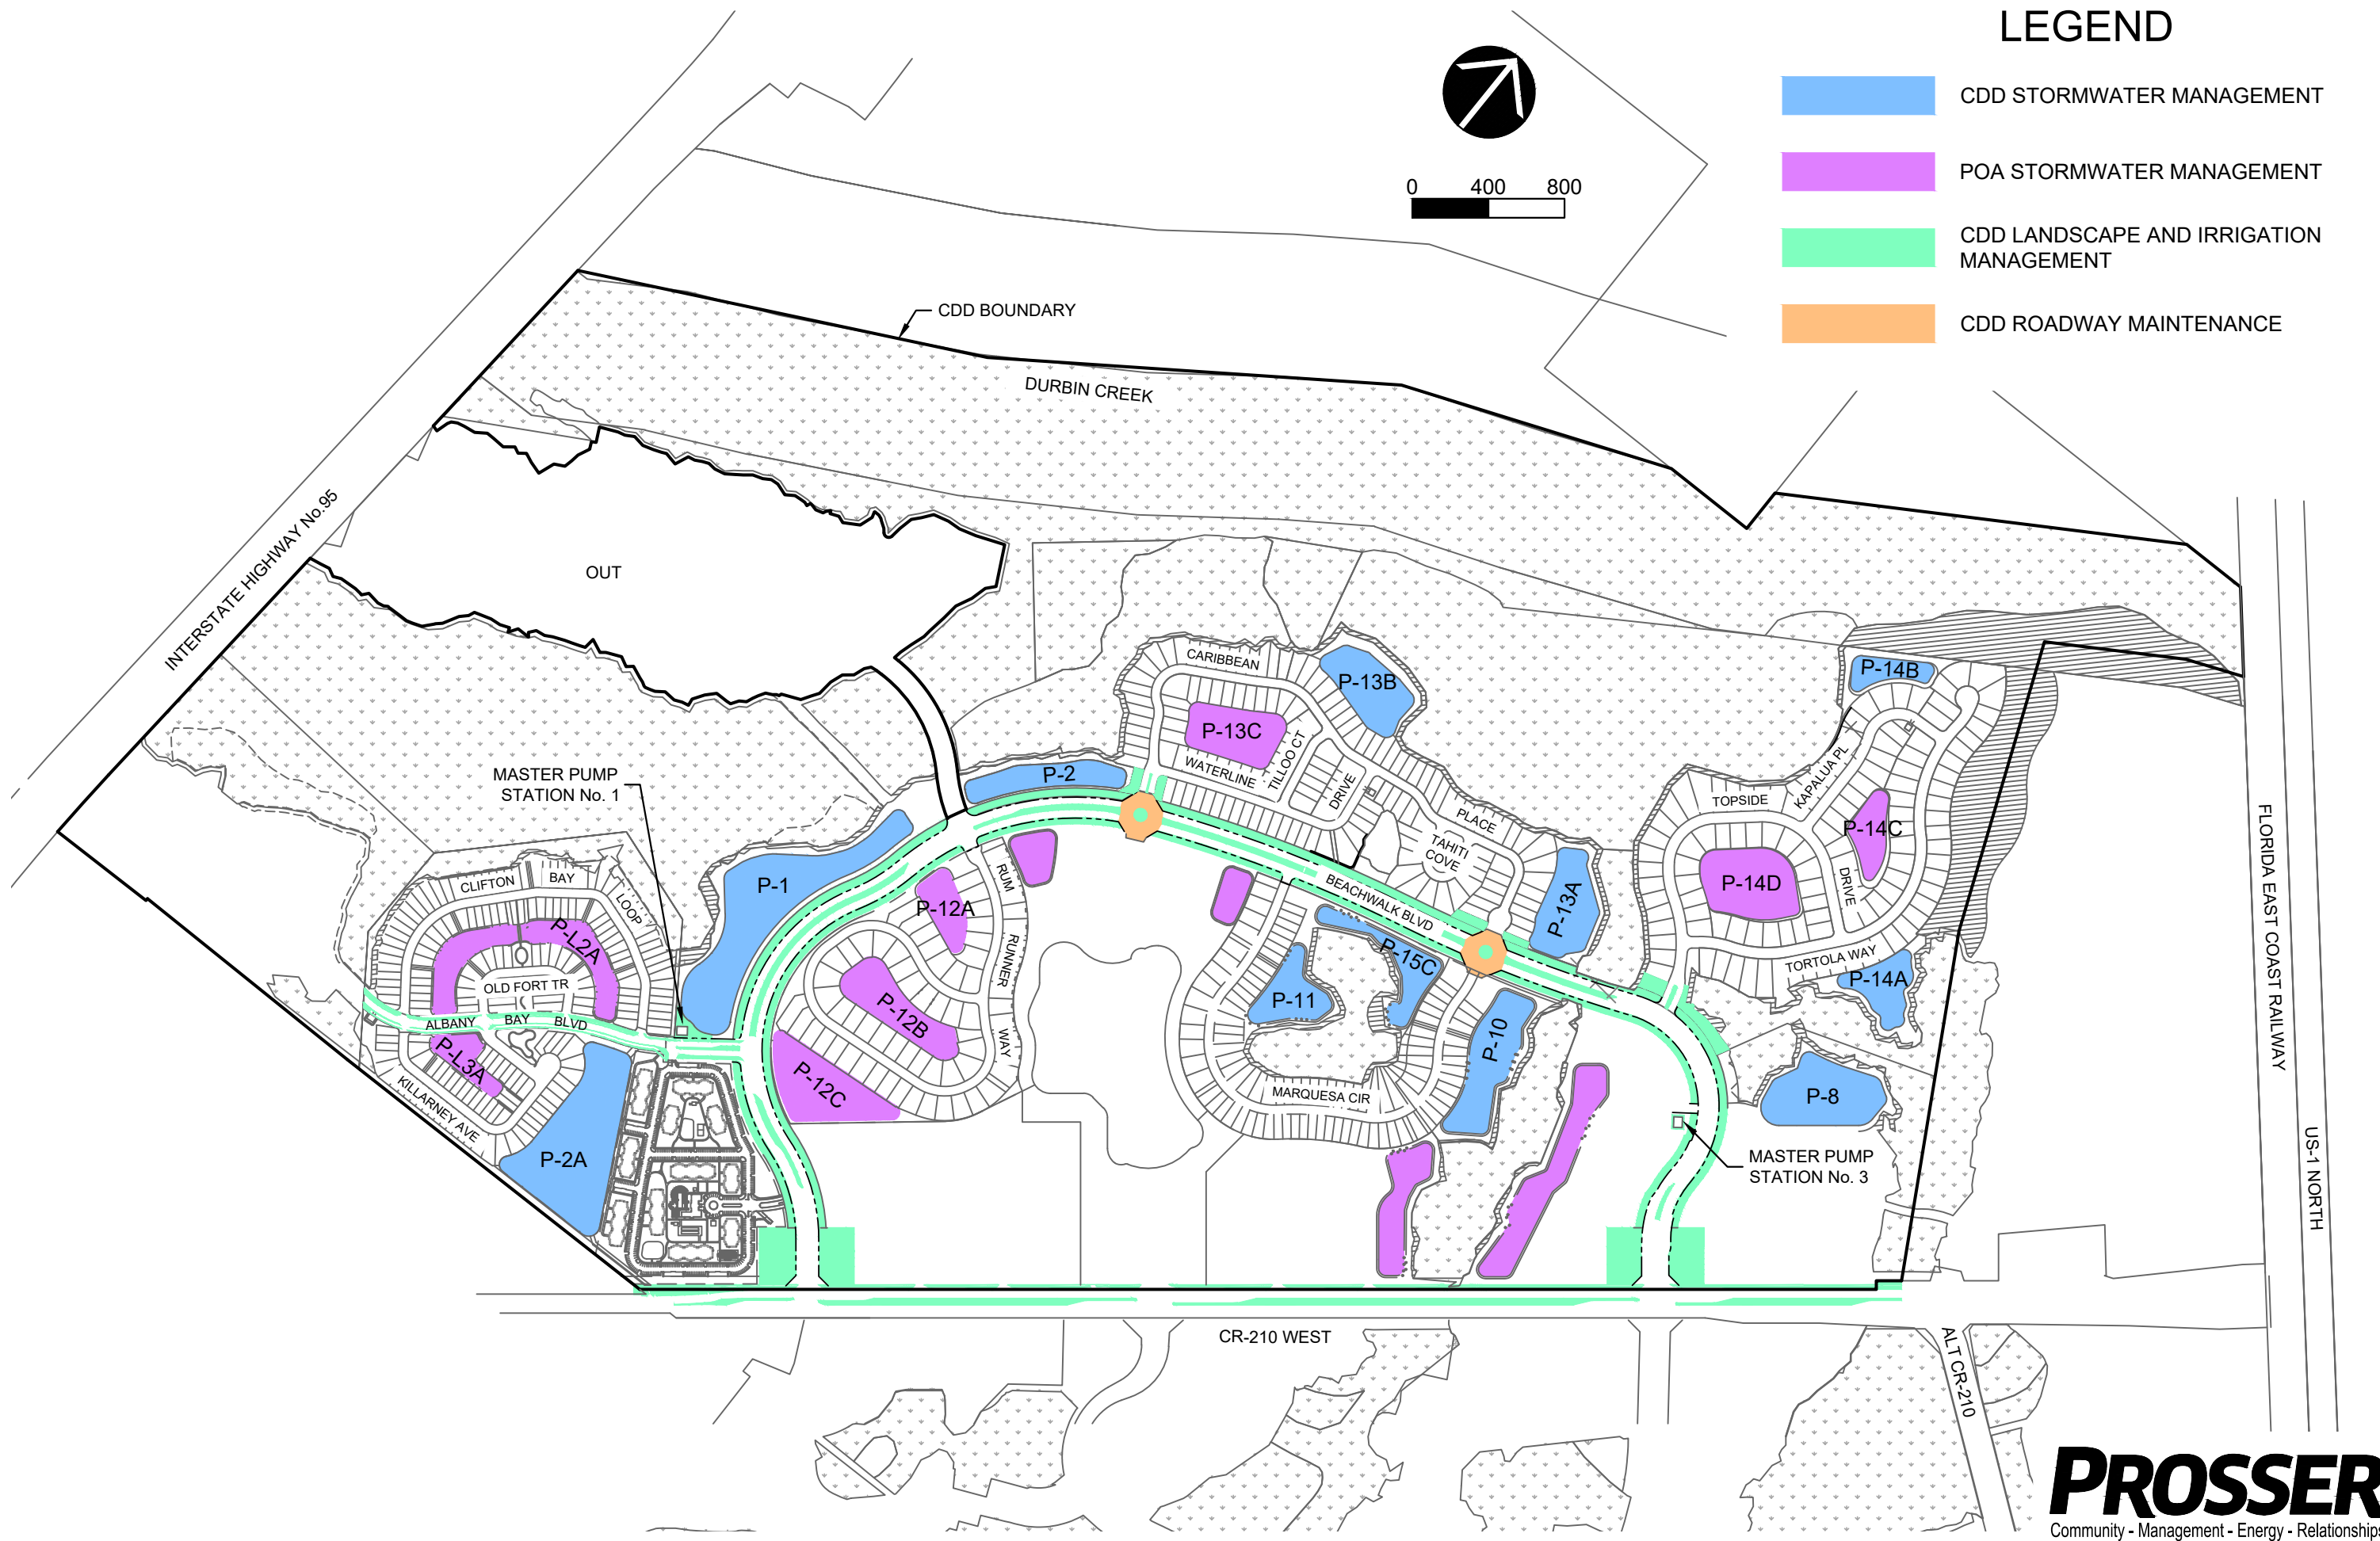 LEGEND
CDD STORMWATER MANAGEMENT
POA STORMWATER MANAGEMENT
CDD LANDSCAPE AND IRRIGATION
MANAGEMENT
CDD ROADWAY MAINTENANCE
0 400 800
CDD BOUNDARY
DURBIN CREEK
INTERSTATE HIGHWAY No.95
OUT
CARIBBEAN
P-13B
P-14B
P-13C
TILLOO CT
WATERLINE
DRIVE
KAPALUA PL
MASTER PUMP
STATION No. 1
P-2
TOPSIDE
PLACE
P-14C
TAHITI
COVE
CLIFTON
BAY
LOOP
P-1
RUM
P-12A
BEACHWALK BLVD
P-14D
DRIVE
P-13A
P-L2A
RUNNER
P-15C
TORTOLA WAY
P-14A
OLD FORT TR
P-11
P-12B
ALBANY BAY BLVD
WAY
P-10
P-L3A
KILLARNEY AVE
P-12C
MARQUESA CIR
P-8
P-2A
MASTER PUMP
STATION No. 3
FLORIDA EAST COAST RAILWAY
US-1 NORTH
CR-210 WEST
ALT CR-210
PROSSER
Community - Management - Energy - Relationships